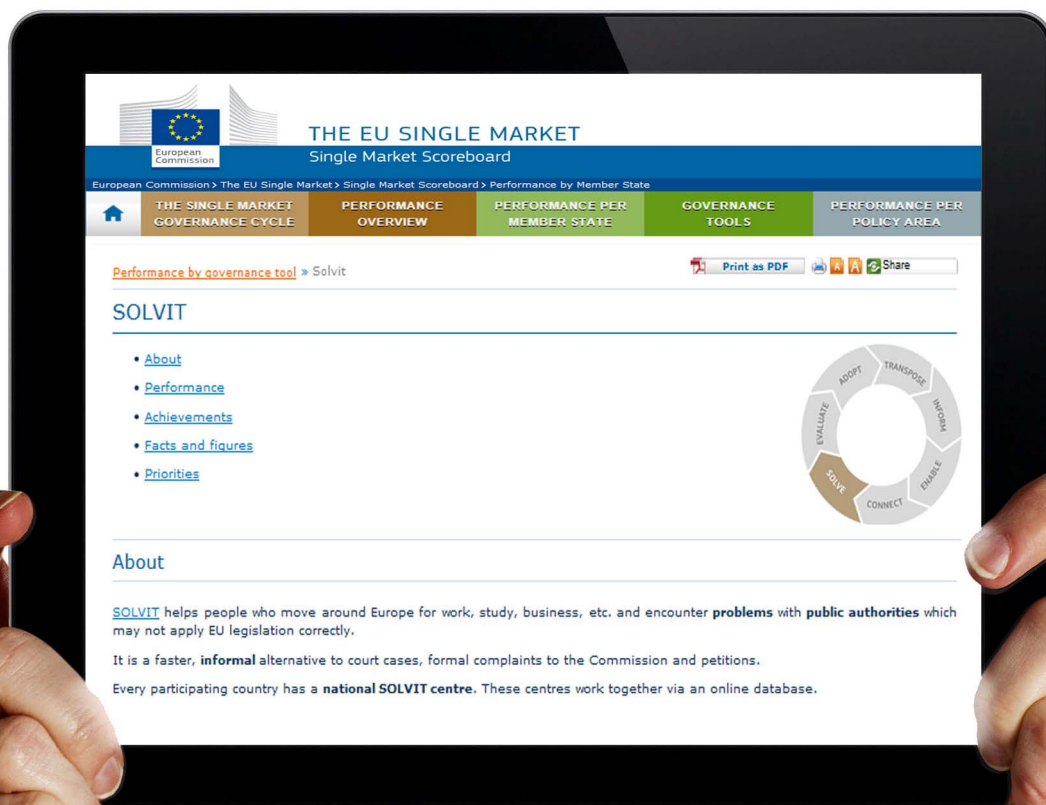 THE EU SINGLE MARKET
European
Commission
Single Market Scoreboard
European Commission > The EU Single Market > Single Market Scoreboard > Performance by Member State
THE SINGLE MARKET
GOVERNANCE CYCLE
PERFORMANCE
OVERVIEW
PERFORMANCE PER
MEMBER STATE
GOVERNANCE
TOOLS
PERFORMANCE PER
POLICY AREA
Performance by governance tool » Solvit
Print as PDF
A
A
Share
SOLVIT
• About
• Performance
• Achievements
• Facts and figures
• Priorities
ADOPT
TRANSPOSE
INFORM
ENABLE
CONNECT
SOLVE
EVALUATE
About
SOLVIT helps people who move around Europe for work, study, business, etc. and encounter problems with public authorities which
may not apply EU legislation correctly.
It is a faster, informal alternative to court cases, formal complaints to the Commission and petitions.
Every participating country has a national SOLVIT centre. These centres work together via an online database.